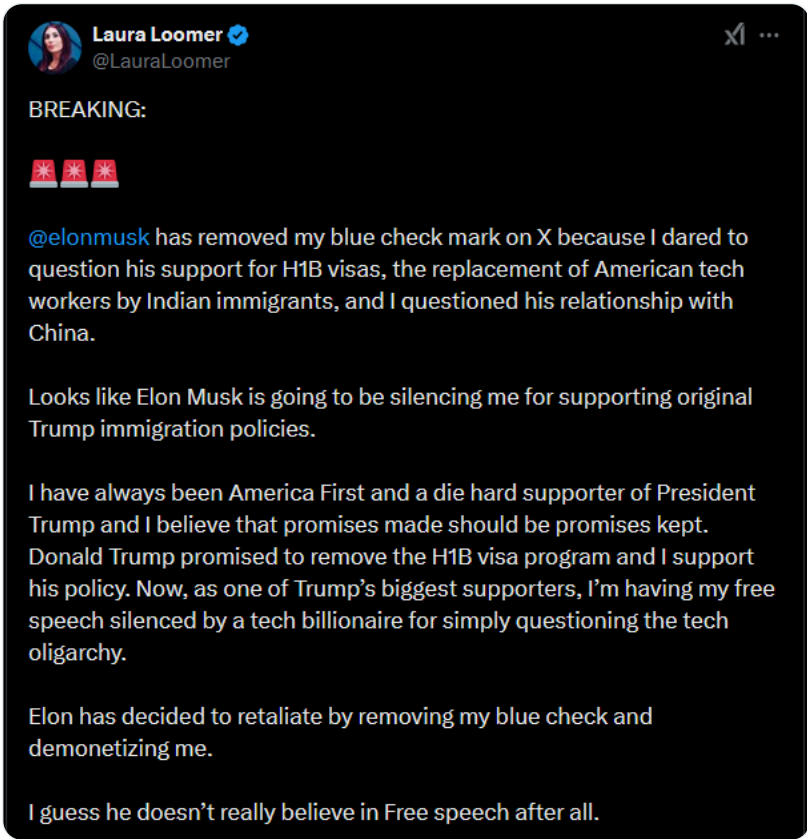 Laura Loomer
@LauraLoomer
BREAKING:
🚨🚨🚨
@elonmusk has removed my blue check mark on X because I dared to
question his support for H1B visas, the replacement of American tech
workers by Indian immigrants, and I questioned his relationship with
China.
Looks like Elon Musk is going to be silencing me for supporting original
Trump immigration policies.
I have always been America First and a die hard supporter of President
Trump and I believe that promises made should be promises kept.
Donald Trump promised to remove the H1B visa program and I support
his policy. Now, as one of Trump’s biggest supporters, I’m having my free
speech silenced by a tech billionaire for simply questioning the tech
oligarchy.
Elon has decided to retaliate by removing my blue check and
demonetizing me.
I guess he doesn’t really believe in Free speech after all.